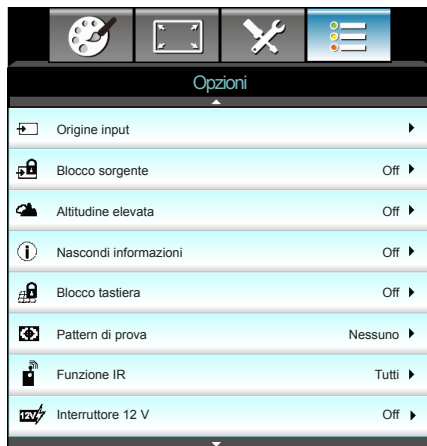 Opzioni
Origine input
Blocco sorgente Off
Altitudine elevata Off
Nascondi informazioni Off
Blocco tastiera Off
Pattern di prova Nessuno
Funzione IR Tutti
12V Interruttore 12 V Off